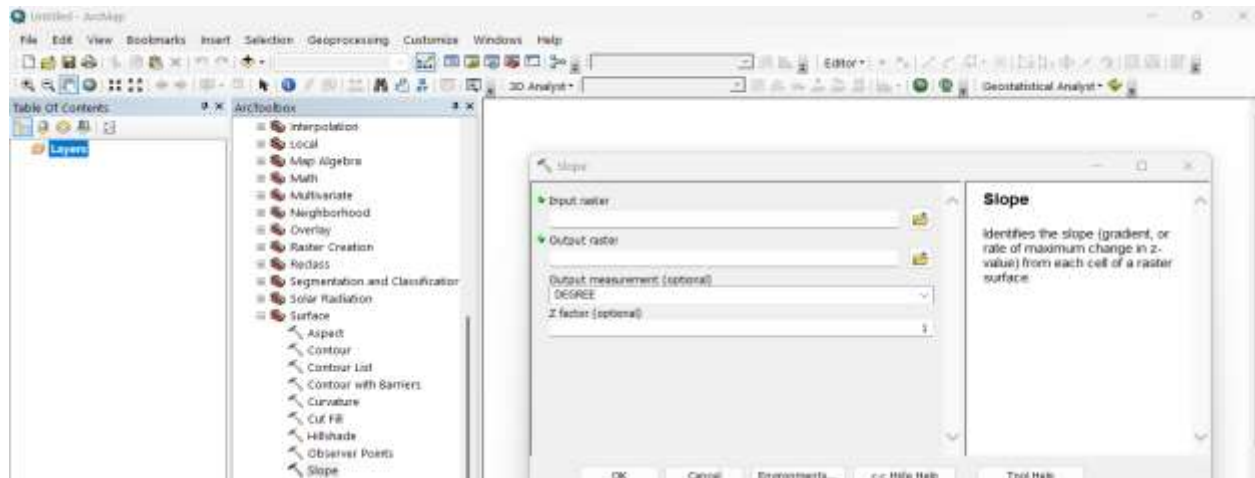 Untitled - ArcMap
File Edit View Bookmarks Insert Selection Geoprocessing Customize Windows Help
Editor
3D Analyst
Geostatistical Analyst
Table Of Contents
Layers
ArcToolbox
Interpolation
Local
Map Algebra
Math
Multivariate
Neighborhood
Overlay
Raster Creation
Reclass
Segmentation and Classification
Solar Radiation
Surface
Aspect
Contour
Contour List
Contour with Barriers
Curvature
Cut Fill
Hillshade
Observer Points
Slope
Slope
Input raster
Output raster
Output measurement (optional)
DEGREE
Z factor (optional)
1
OK Cancel Environments... << Hide Help Tool Help
Slope
Identifies the slope (gradient, or
rate of maximum change in z-
value) from each cell of a raster
surface.